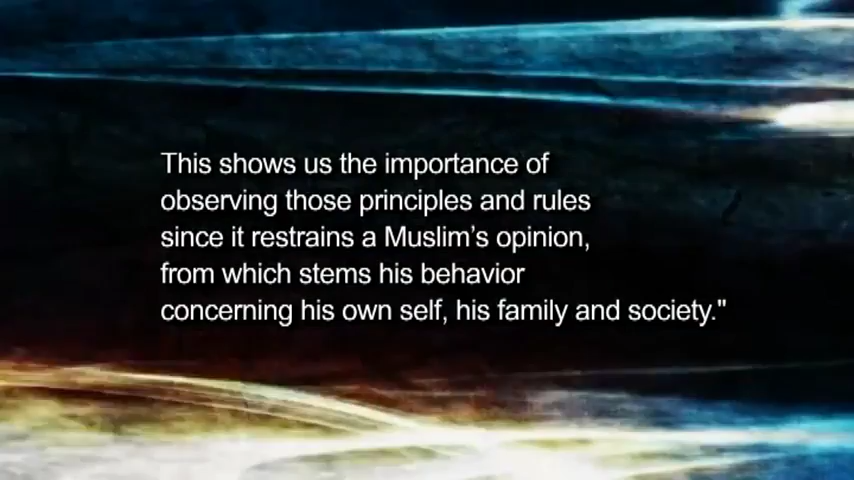 This shows us the importance of
observing those principles and rules
since it restrains a Muslim's opinion,
from which stems his behavior
concerning his own self, his family and society."